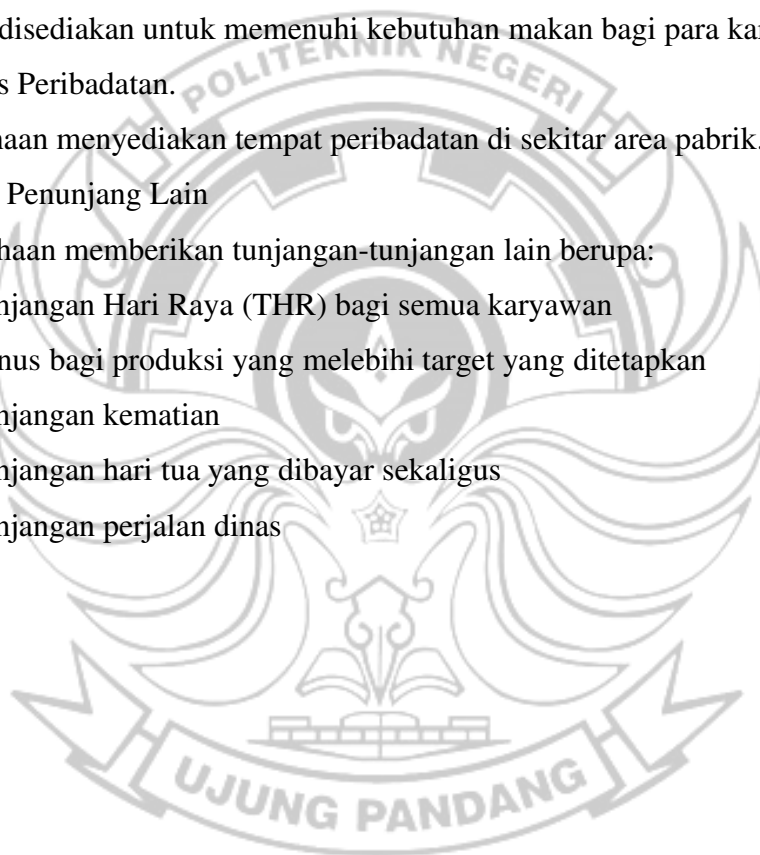 disediakan untuk memenuhi kebutuhan makan bagi para kar
s Peribadatan.
haan menyediakan tempat peribadatan di sekitar area pabrik.
Penunjang Lain
haan memberikan tunjangan-tunjangan lain berupa:
njangan Hari Raya (THR) bagi semua karyawan
nus bagi produksi yang melebihi target yang ditetapkan
njangan kematian
njangan hari tua yang dibayar sekaligus
njangan perjalan dinas
POLITEKNIK NEGERI
UJUNG PANDANG